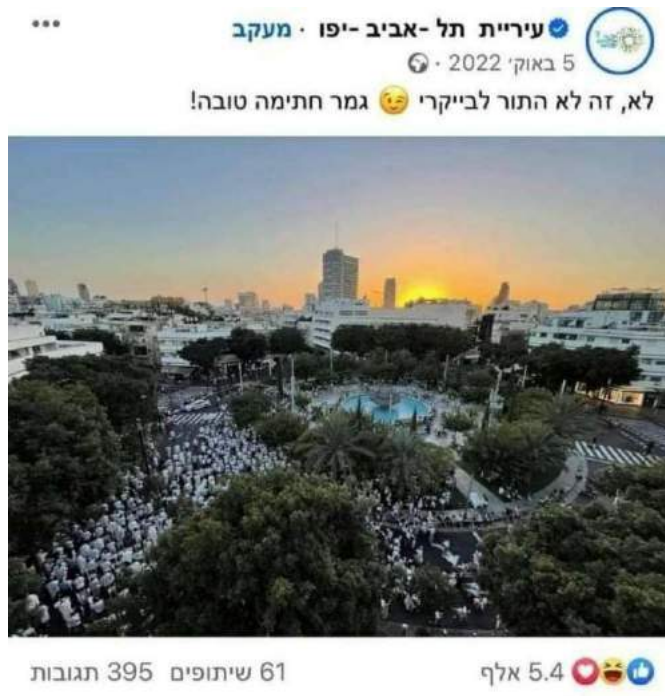 עיריית תל -אביב -יפו · מעקב
5 באוק׳ 2022 ·
לא, זה לא התור לבייקרי 😉 גמר חתימה טובה!
5.4 אלף
61 שיתופים 395 תגובות